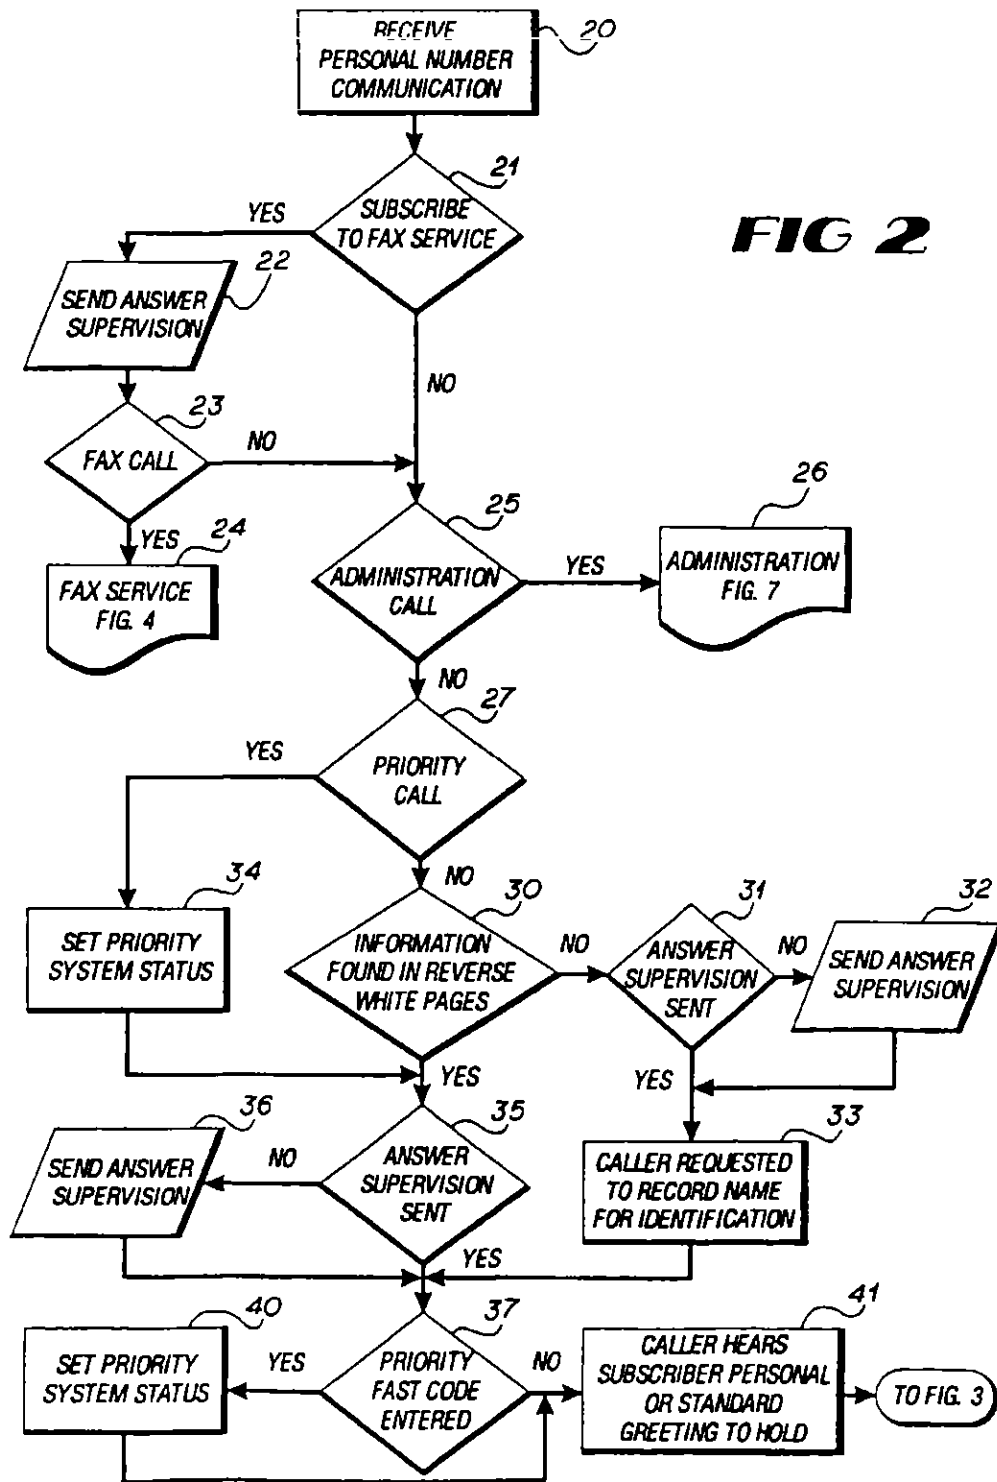 RECEIVE
PERSONAL NUMBER
COMMUNICATION
20
21
SUBSCRIBE
TO FAX SERVICE
YES
FIG 2
22
SEND ANSWER
SUPERVISION
NO
23
FAX CALL
NO
YES
24
FAX SERVICE
FIG. 4
25
ADMINISTRATION
CALL
YES
26
ADMINISTRATION
FIG. 7
NO
27
PRIORITY
CALL
YES
NO
34
SET PRIORITY
SYSTEM STATUS
30
INFORMATION
FOUND IN REVERSE
WHITE PAGES
NO
31
ANSWER
SUPERVISION
SENT
NO
32
SEND ANSWER
SUPERVISION
YES
YES
33
CALLER REQUESTED
TO RECORD NAME
FOR IDENTIFICATION
35
ANSWER
SUPERVISION
SENT
NO
36
SEND ANSWER
SUPERVISION
YES
37
PRIORITY
FAST CODE
ENTERED
YES
40
SET PRIORITY
SYSTEM STATUS
NO
41
CALLER HEARS
SUBSCRIBER PERSONAL
OR STANDARD
GREETING TO HOLD
TO FIG. 3